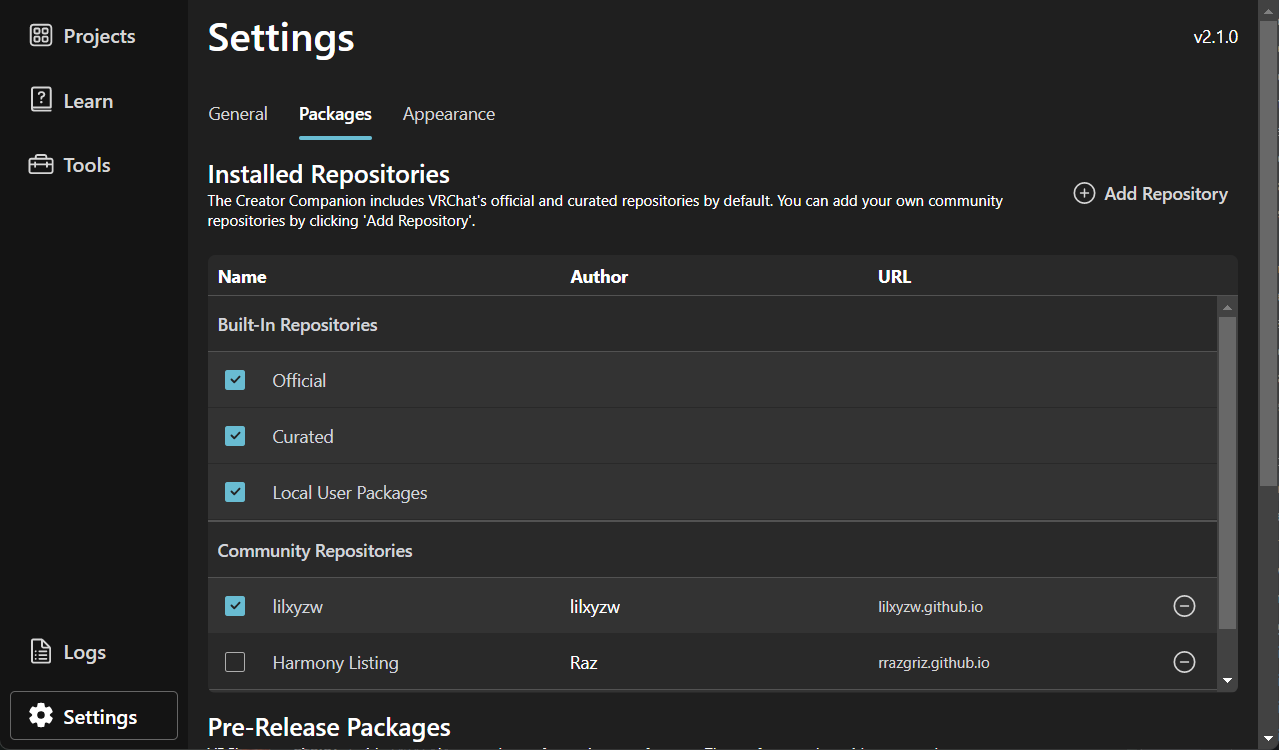 Projects
Learn
Tools
Logs
Settings
Settings
v2.1.0
General Packages Appearance
Installed Repositories
The Creator Companion includes VRChat's official and curated repositories by default. You can add your own community
repositories by clicking 'Add Repository'.
Add Repository
Name Author URL
Built-In Repositories
Official
Curated
Local User Packages
Community Repositories
lilxyzw lilxyzw lilxyzw.github.io
Harmony Listing Raz rrazgriz.github.io
Pre-Release Packages